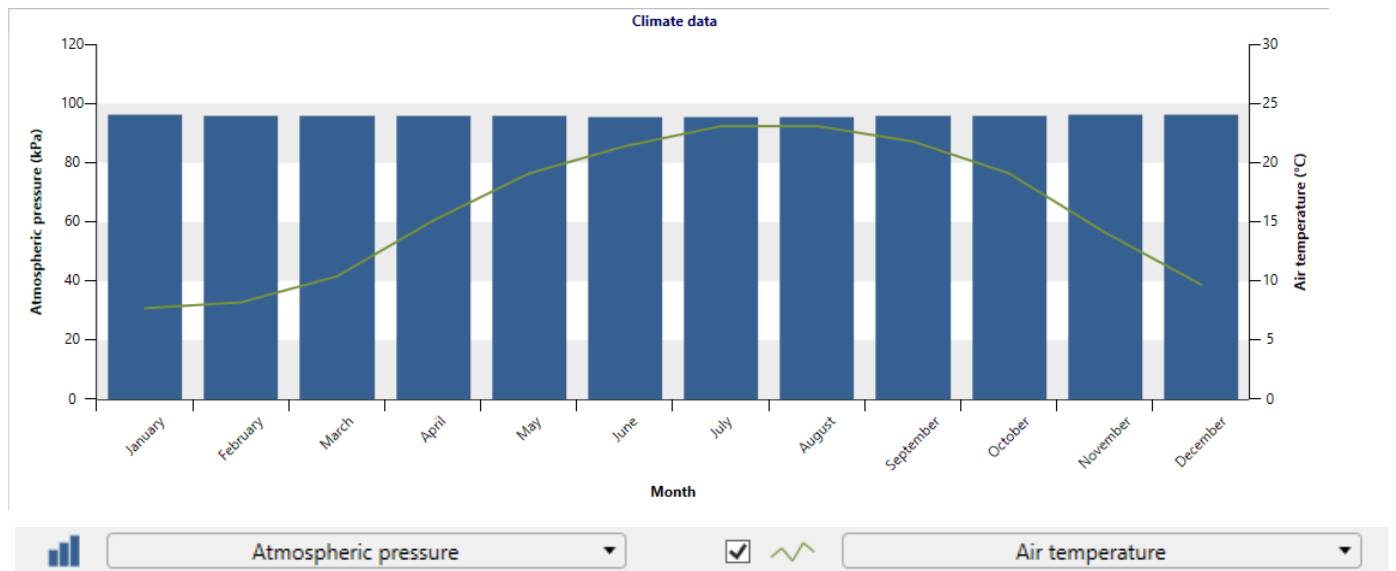 Climate data
120
100
80
60
40
20
0
Atmospheric pressure (kPa)
30
25
20
15
10
5
0
Air temperature (°C)
January
February
March
April
May
June
July
August
September
October
November
December
Month
Atmospheric pressure
Air temperature